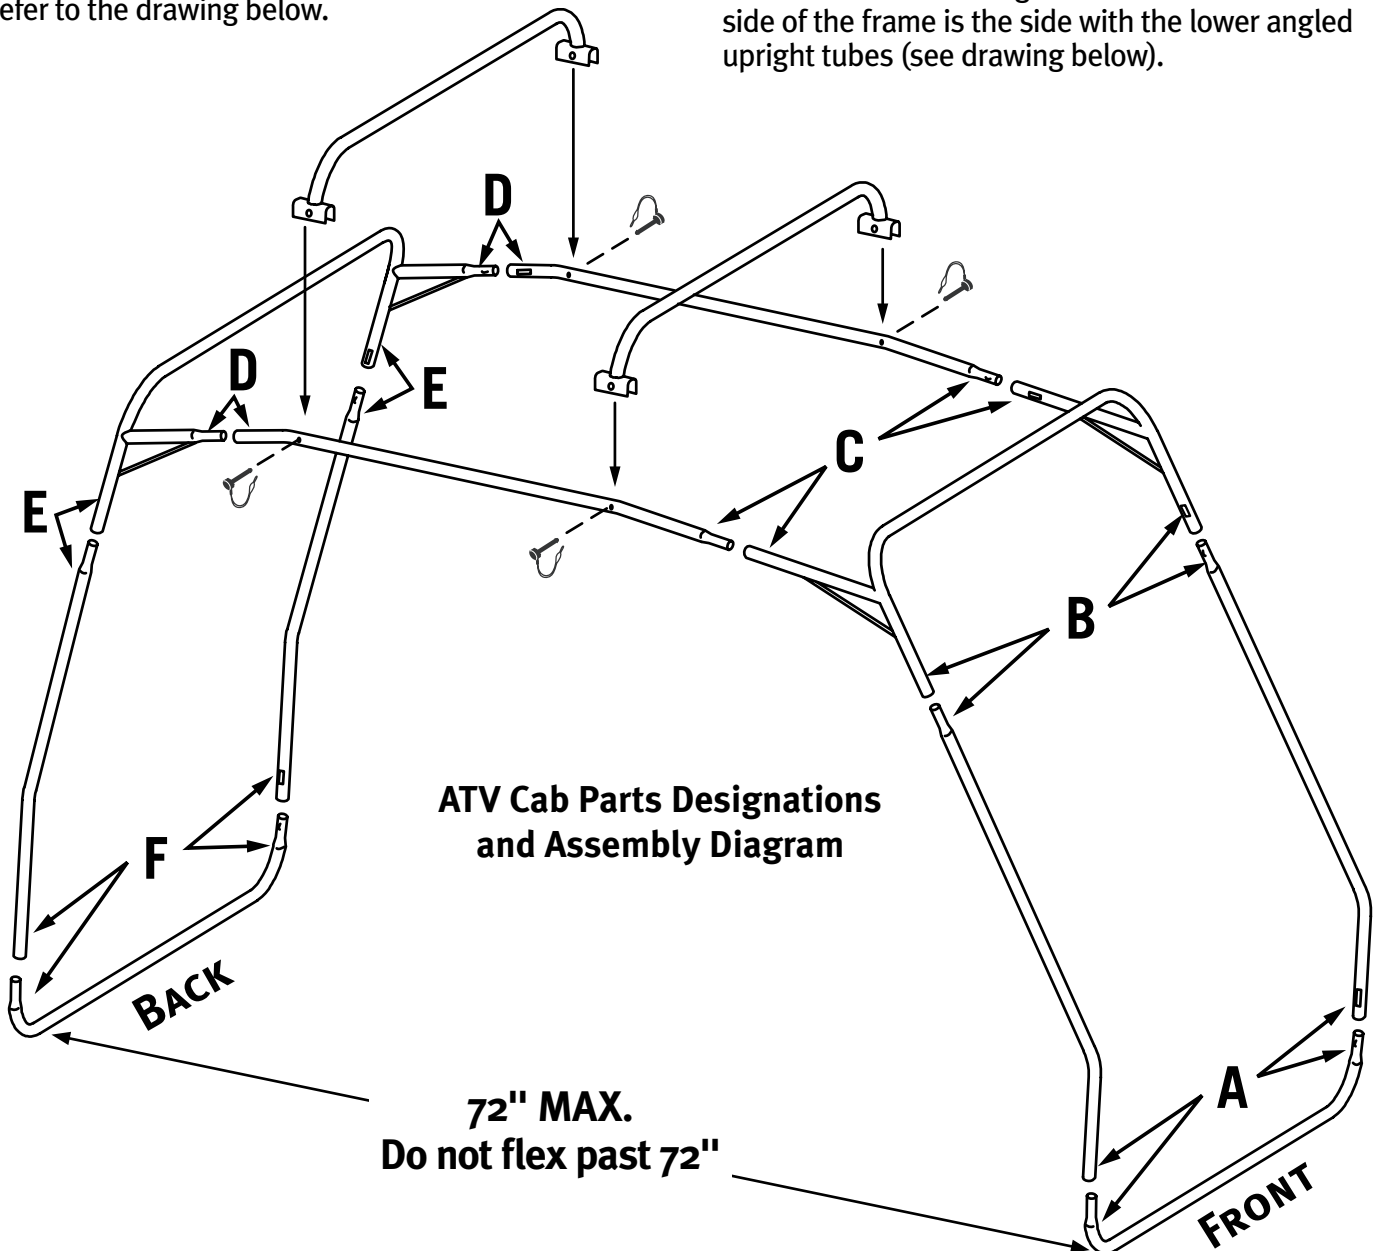 efer to the drawing below.
side of the frame is the side with the lower angled
upright tubes (see drawing below).
D
D
E
E
C
B
ATV Cab Parts Designations
and Assembly Diagram
F
BACK
A
72" MAX.
Do not flex past 72"
FRONT